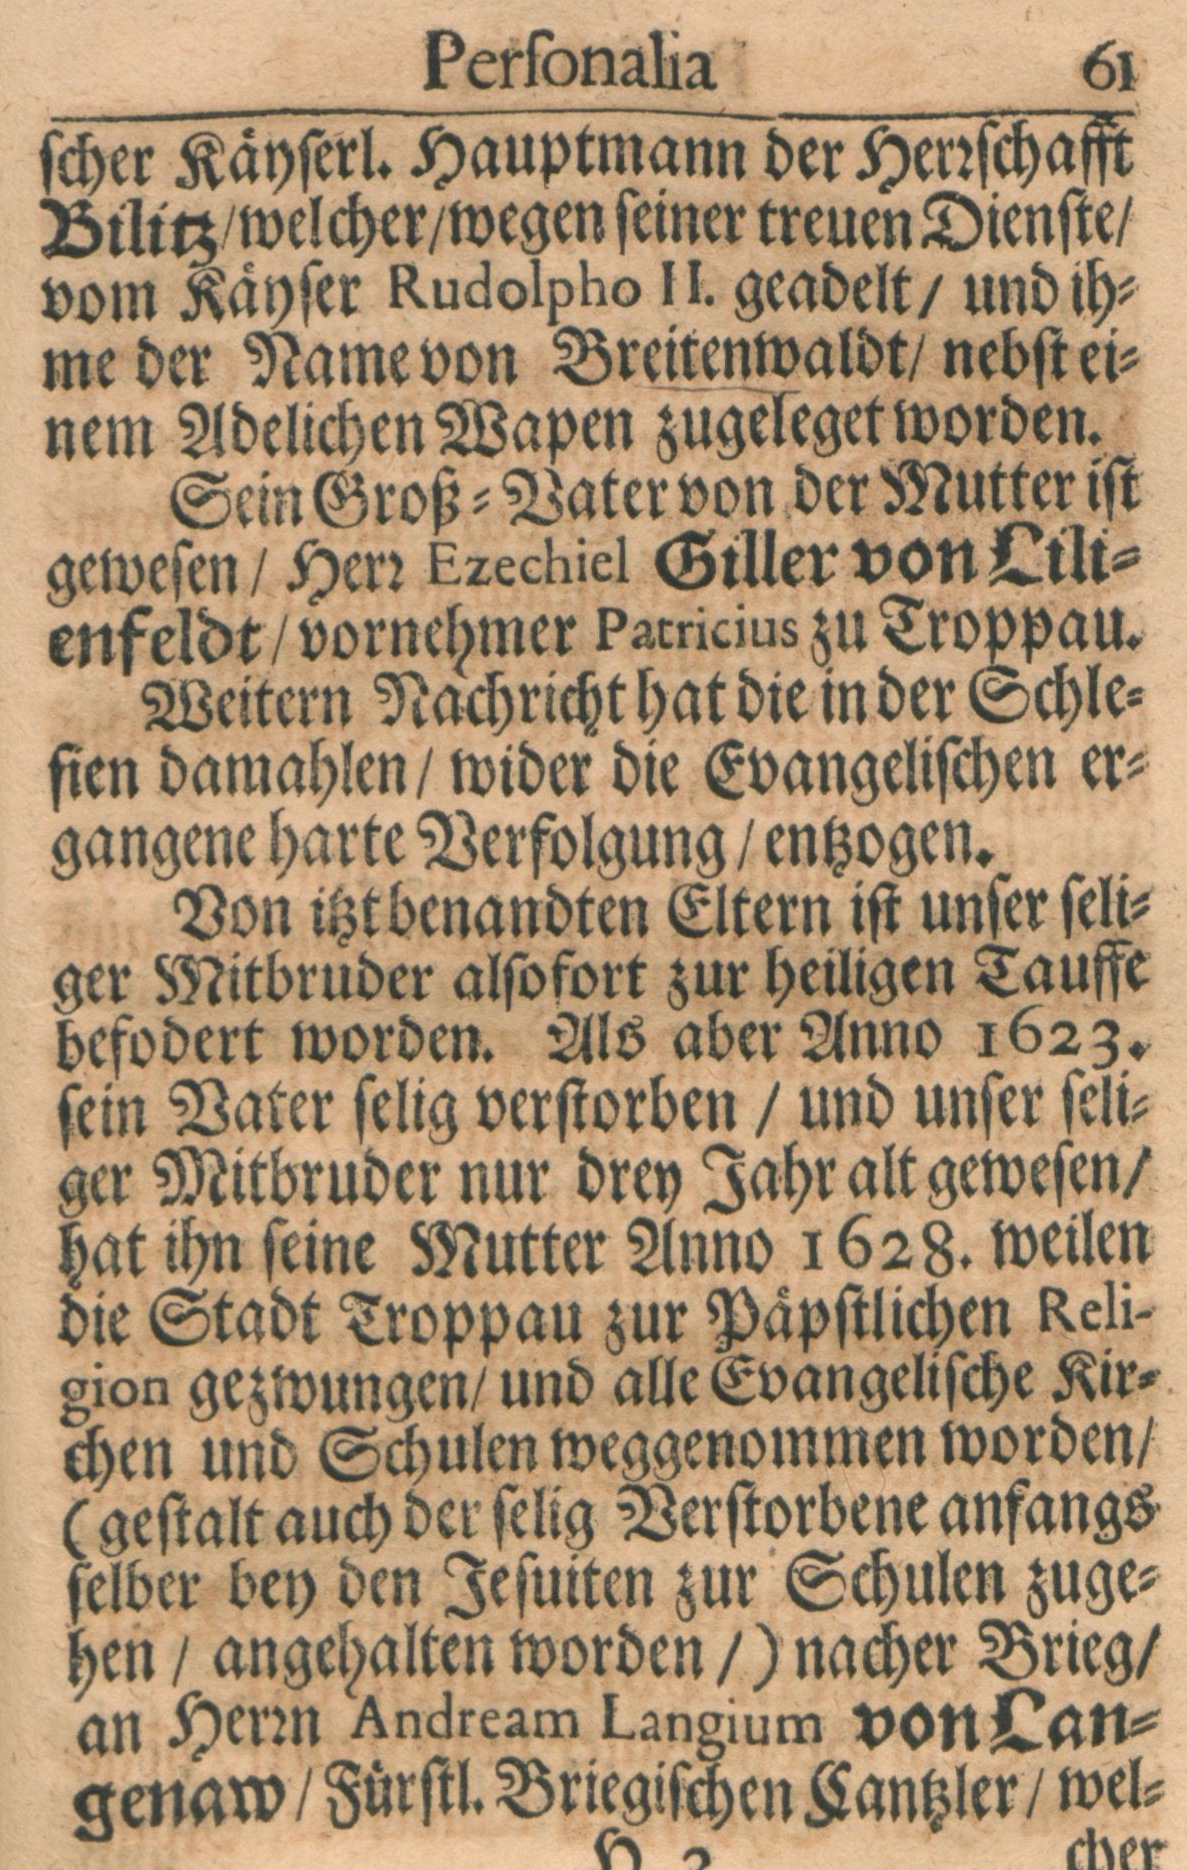 Personalia 61
scher Käyserl. Hauptmann der Herꝛschafft
Bilitz/welcher/wegen seiner treuen Dienste/
vom Käyser Rudolpho II. geadelt/ und ih⸗
me der Name von Breitenwaldt/ nebst ei⸗
nem Adelichen Wapen zugeleget worden.
Sein Groß⸗Vater von der Mutter ist
gewesen/ Herꝛ Ezechiel Giller von Lili⸗
enfeldt/vornehmer Patricius zu Troppau.
Weitern Nachricht hat die in der Schle⸗
sien damahlen/ wider die Evangelischen er⸗
gangene harte Verfolgung/entzogen.
Von itzt benandten Eltern ist unser seli⸗
ger Mitbruder alsofort zur heiligen Tauffe
befodert worden. Als aber Anno 1623.
sein Vater selig verstorben / und unser seli⸗
ger Mitbruder nur drey Jahr alt gewesen/
hat ihn seine Mutter Anno 1628. weilen
die Stadt Troppau zur Päpstlichen Reli-
gion gezwungen/ und alle Evangelische Kir⸗
chen und Schulen weggenommen worden/
(gestalt auch der selig Verstorbene anfangs
selber bey den Jesuiten zur Schulen zuge⸗
hen / angehalten worden /) nacher Brieg/
an Herꝛn Andream Langium von Lan⸗
genaw/Fürstl. Briegischen Cantzler/ wel⸗
H 2 cher